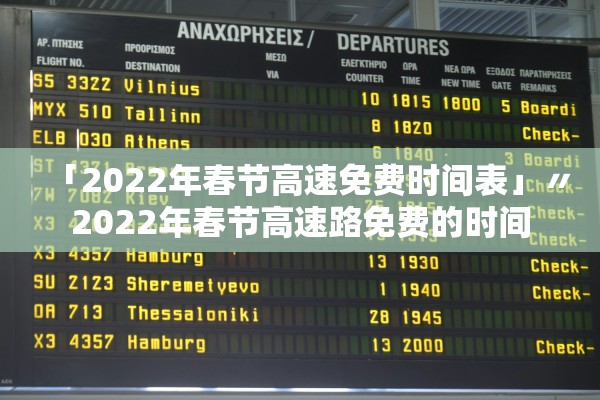 ΑΝΑΧΩΡΗΣΕΙΣ / DEPARTURES
ΑΡ. ΠΤΗΣΗΣ ΠΡΟΟΡΙΣΜΟΣ ΜΕΣΩ ΕΛΕΓΚΤΗΡΙΟ ΩΡΑ ΝΕΑ ΩΡΑ ΕΞΟΔΟΣ ΠΑΡΑΤΗΡΗΣΕΙΣ
FLIGHT NO. DESTINATION VIA COUNTER TIME NEW TIME GATE REMARKS
S5 3322 Vilnius 10 1815 1800 5 Boardi
MYX 510 Tallinn 8 1820 Check-
ELB 030 Athens 6 1840 3 Boardi
「2022年春节高速免费时间表」〃
2022年春节高速路免费的时间
X3 4357 Hamburg 13 1930 Check-
SU 2123 Sheremetyevo 1 1940 Check-
OA 713 Thessaloniki 28 1945
X3 4357 Hamburg 13 2000 Check-